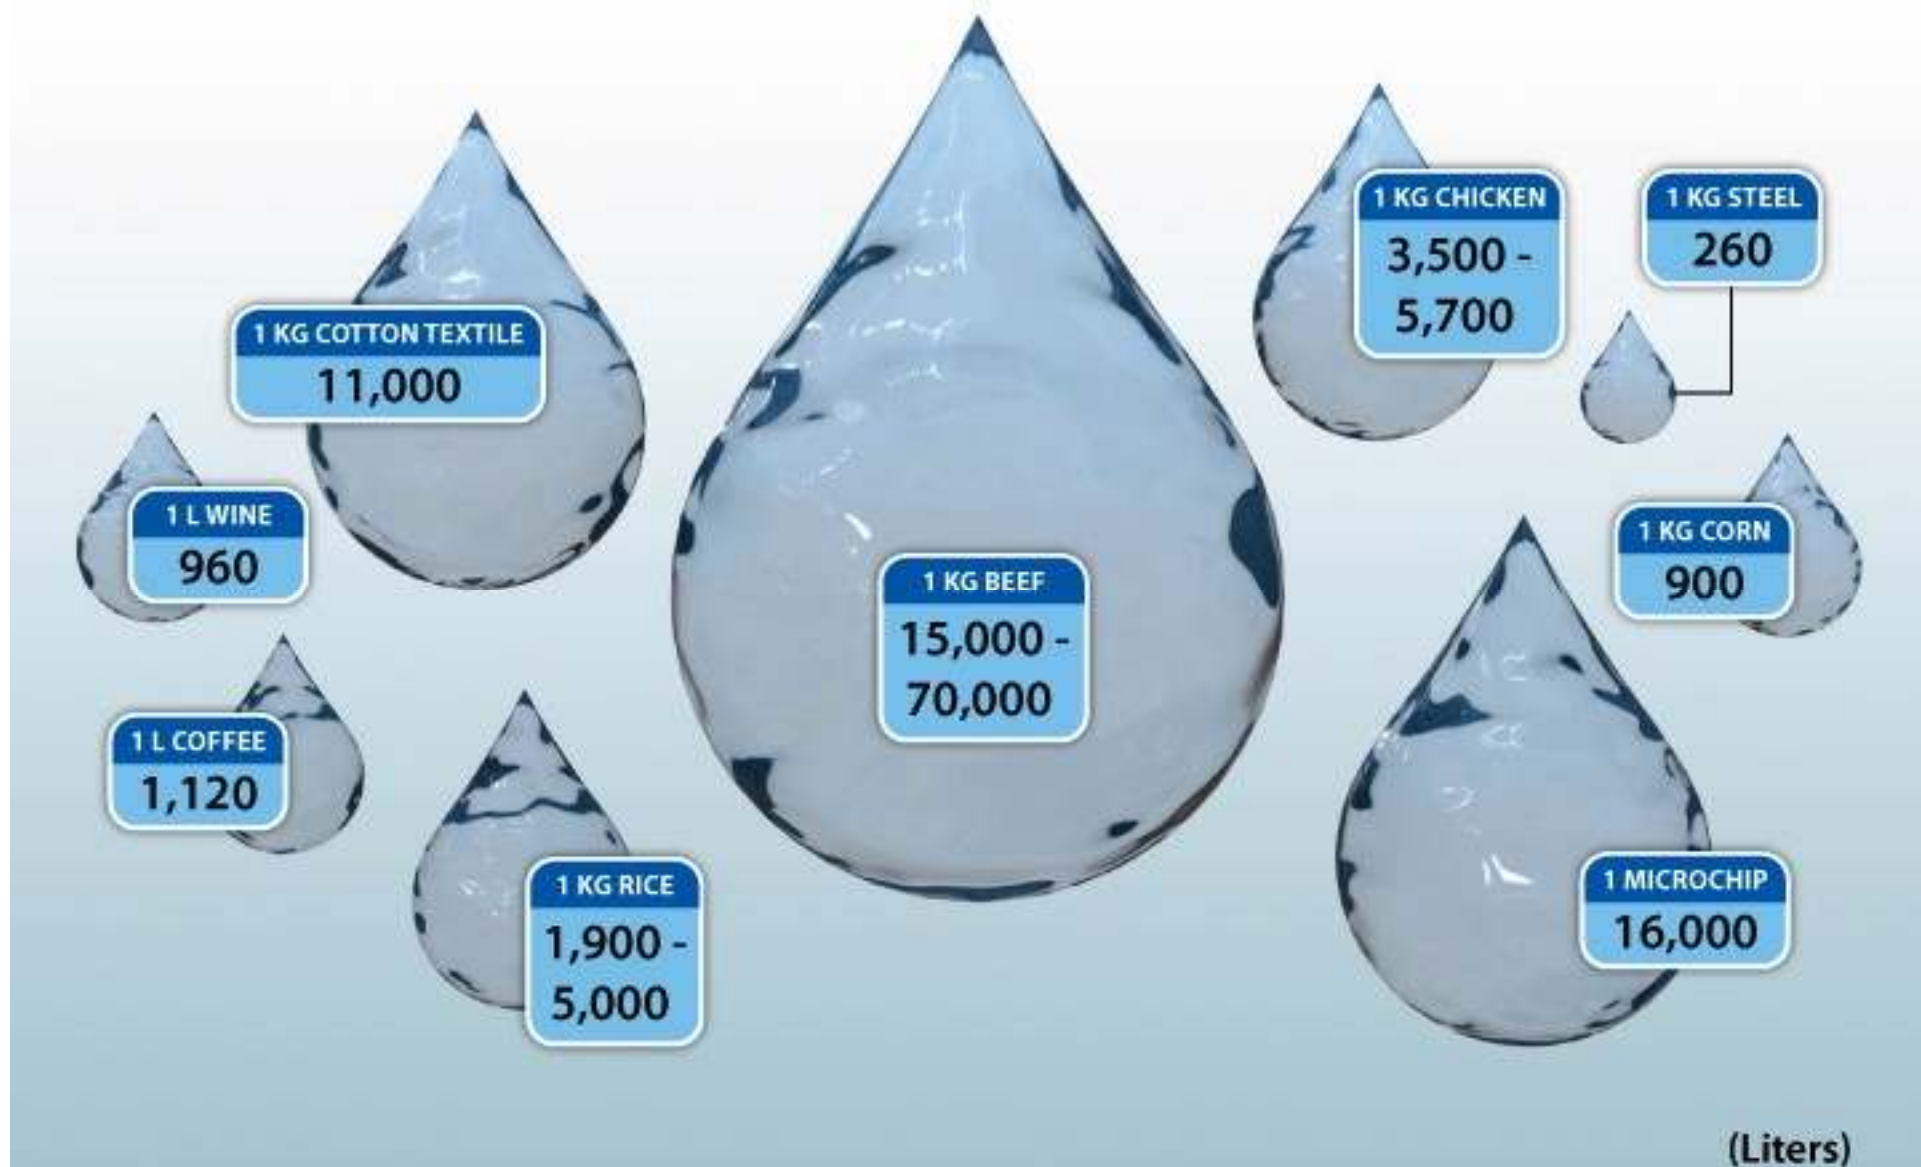 1 KG COTTON TEXTILE
11,000
1 L WINE
960
1 L COFFEE
1,120
1 KG RICE
1,900 -
5,000
1 KG BEEF
15,000 -
70,000
1 KG CHICKEN
3,500 -
5,700
1 KG STEEL
260
1 KG CORN
900
1 MICROCHIP
16,000
(Liters)